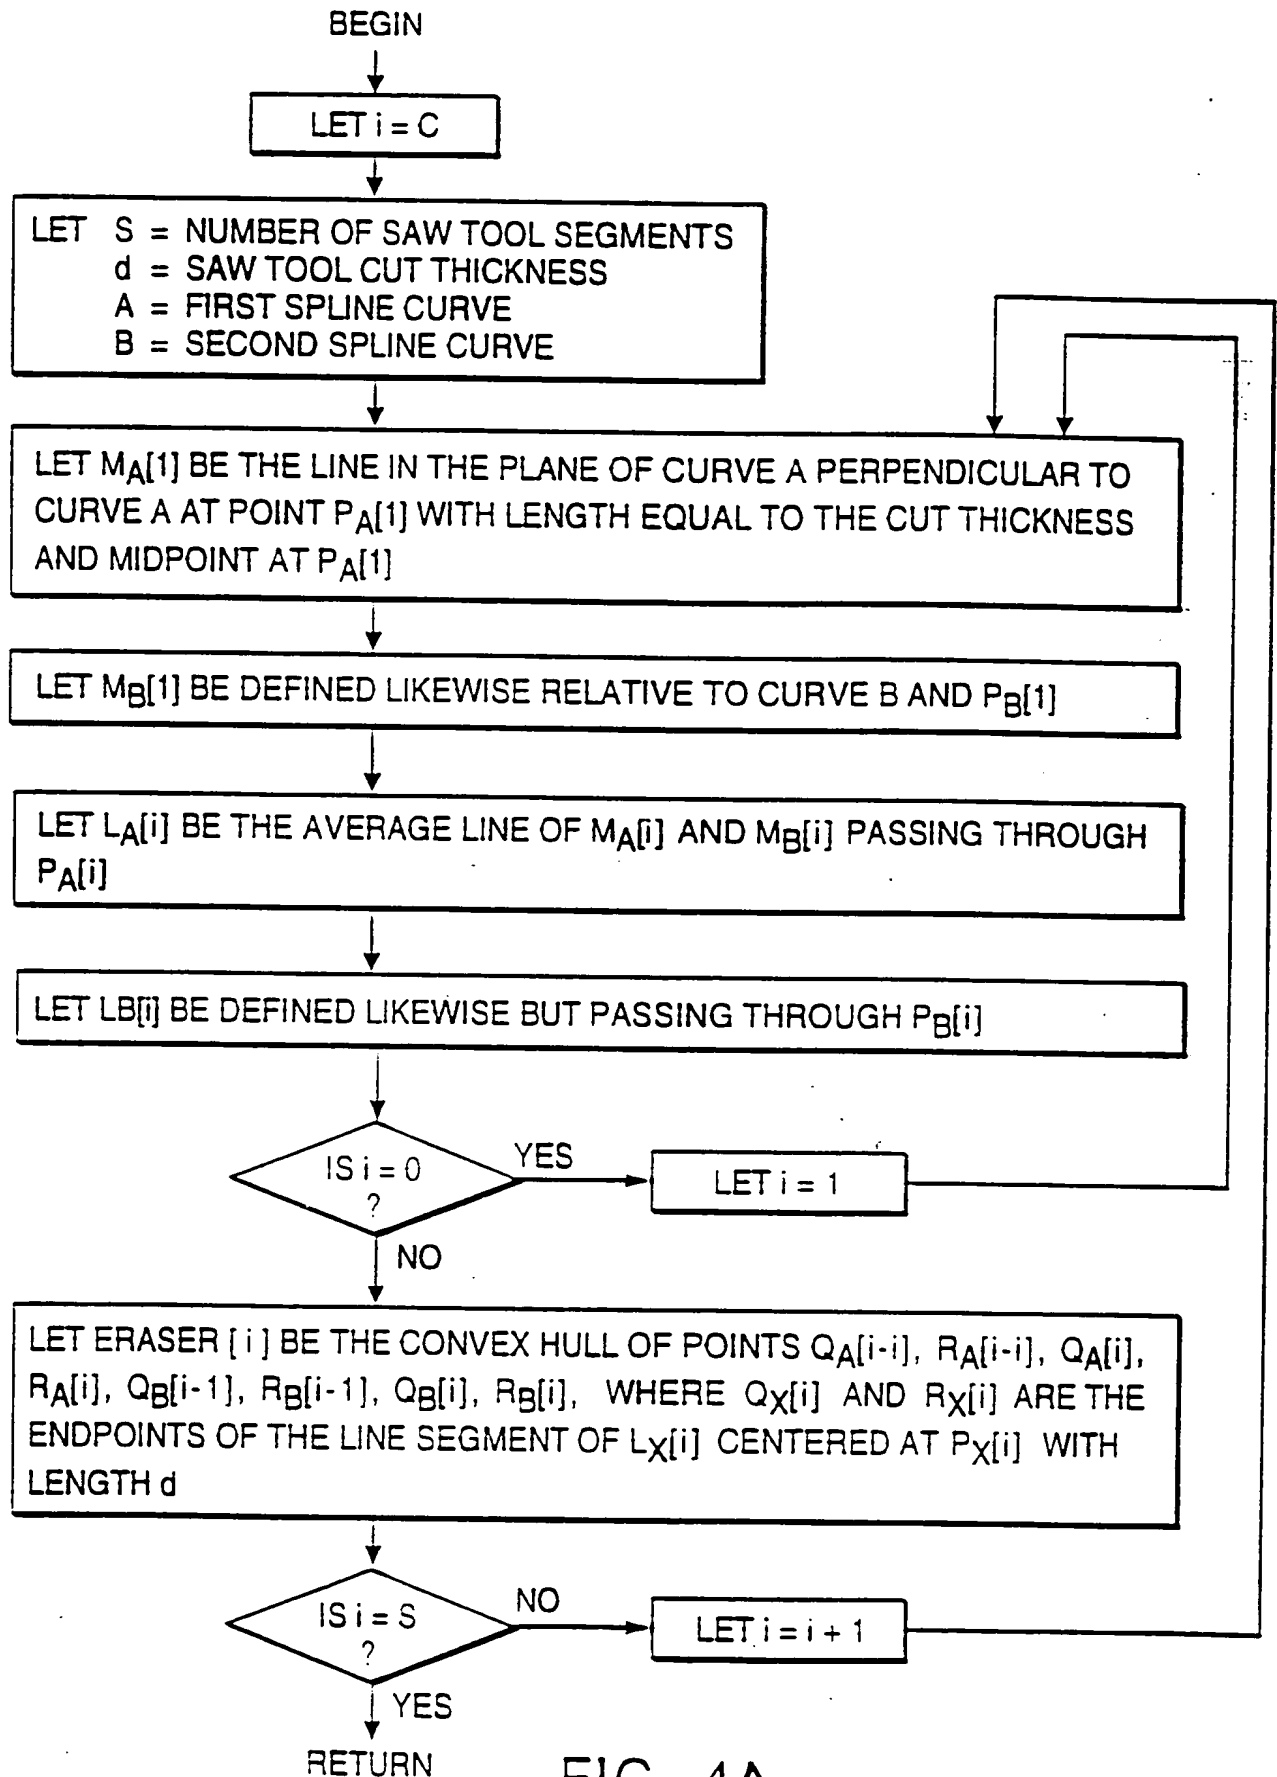 BEGIN
LET i = C
LET S = NUMBER OF SAW TOOL SEGMENTS
d = SAW TOOL CUT THICKNESS
A = FIRST SPLINE CURVE
B = SECOND SPLINE CURVE
LET MA[1] BE THE LINE IN THE PLANE OF CURVE A PERPENDICULAR TO
CURVE A AT POINT PA[1] WITH LENGTH EQUAL TO THE CUT THICKNESS
AND MIDPOINT AT PA[1]
LET MB[1] BE DEFINED LIKEWISE RELATIVE TO CURVE B AND PB[1]
LET LA[i] BE THE AVERAGE LINE OF MA[i] AND MB[i] PASSING THROUGH
PA[i]
LET LB[i] BE DEFINED LIKEWISE BUT PASSING THROUGH PB[i]
IS i = 0
?
YES
LET i = 1
NO
LET ERASER [ i ] BE THE CONVEX HULL OF POINTS QA[i-i], RA[i-i], QA[i],
RA[i], QB[i-1], RB[i-1], QB[i], RB[i], WHERE QX[i] AND RX[i] ARE THE
ENDPOINTS OF THE LINE SEGMENT OF LX[i] CENTERED AT PX[i] WITH
LENGTH d
IS i = S
?
NO
LET i = i + 1
YES
RETURN
FIG. 4A